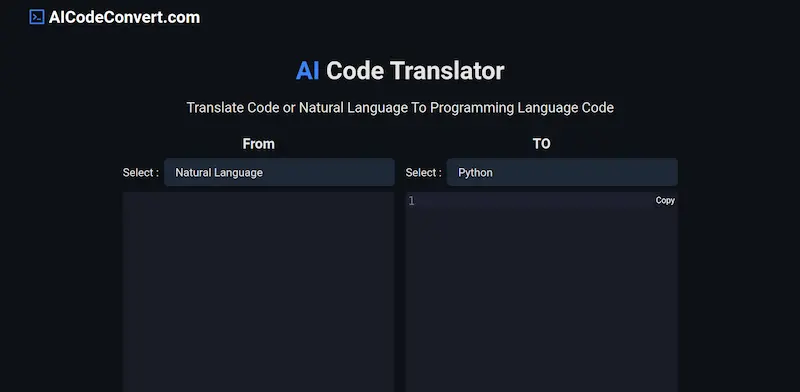 AICodeConvert.com
AI Code Translator
Translate Code or Natural Language To Programming Language Code
From
TO
Select : Natural Language
Select : Python
1
Copy